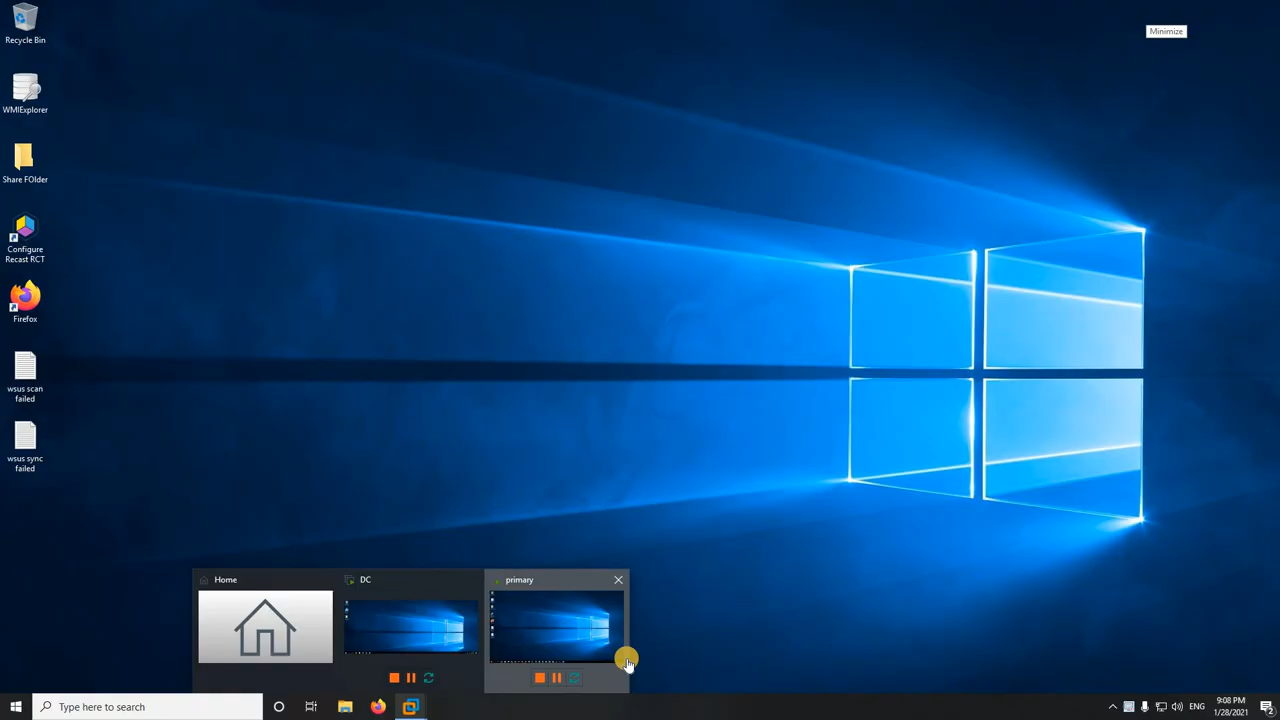 Recycle Bin
Minimize
WMIExplorer
Share FOlder
Configure
Recast RCT
Firefox
wsus scan
failed
wsus sync
failed
Home
DC
primary
Type here to search
ENG
9:08 PM
1/28/2021
2